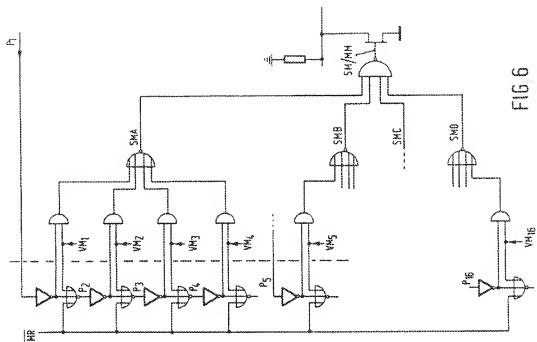 P1
SM/MM
SMA
SMB
SMC
SMD
VM1
VM2
VM3
VM4
VM5
VM16
P2
P3
P4
P5
P16
MR
FIG 6